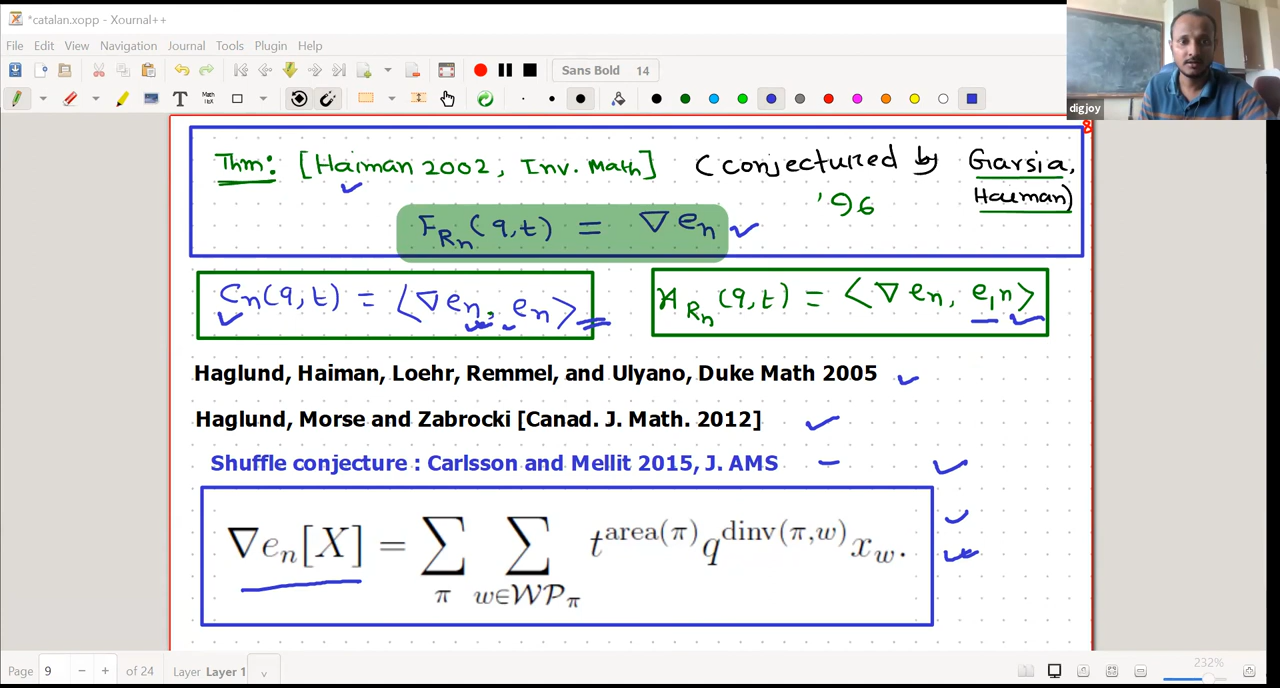 *catalan.xopp - Xournal++
File Edit View Navigation Journal Tools Plugin Help
Sans Bold 14
digjoy
8
Thm: [Haiman 2002, Inv. Math] (conjectured by Garsia,
'96 Haiman)
F_{R_n}(q,t) = ∇e_n
C_n(q,t) = ⟨∇e_n, e_n⟩
H_{R_n}(q,t) = ⟨∇e_n, e_1^n⟩
Haglund, Haiman, Loehr, Remmel, and Ulyano, Duke Math 2005
Haglund, Morse and Zabrocki [Canad. J. Math. 2012]
Shuffle conjecture : Carlsson and Mellit 2015, J. AMS
∇e_n[X] = ∑_π ∑_{w∈WP_π} t^{area(π)} q^{dinv(π,w)} x_w.
Page 9 − + of 24 Layer Layer 1 232%